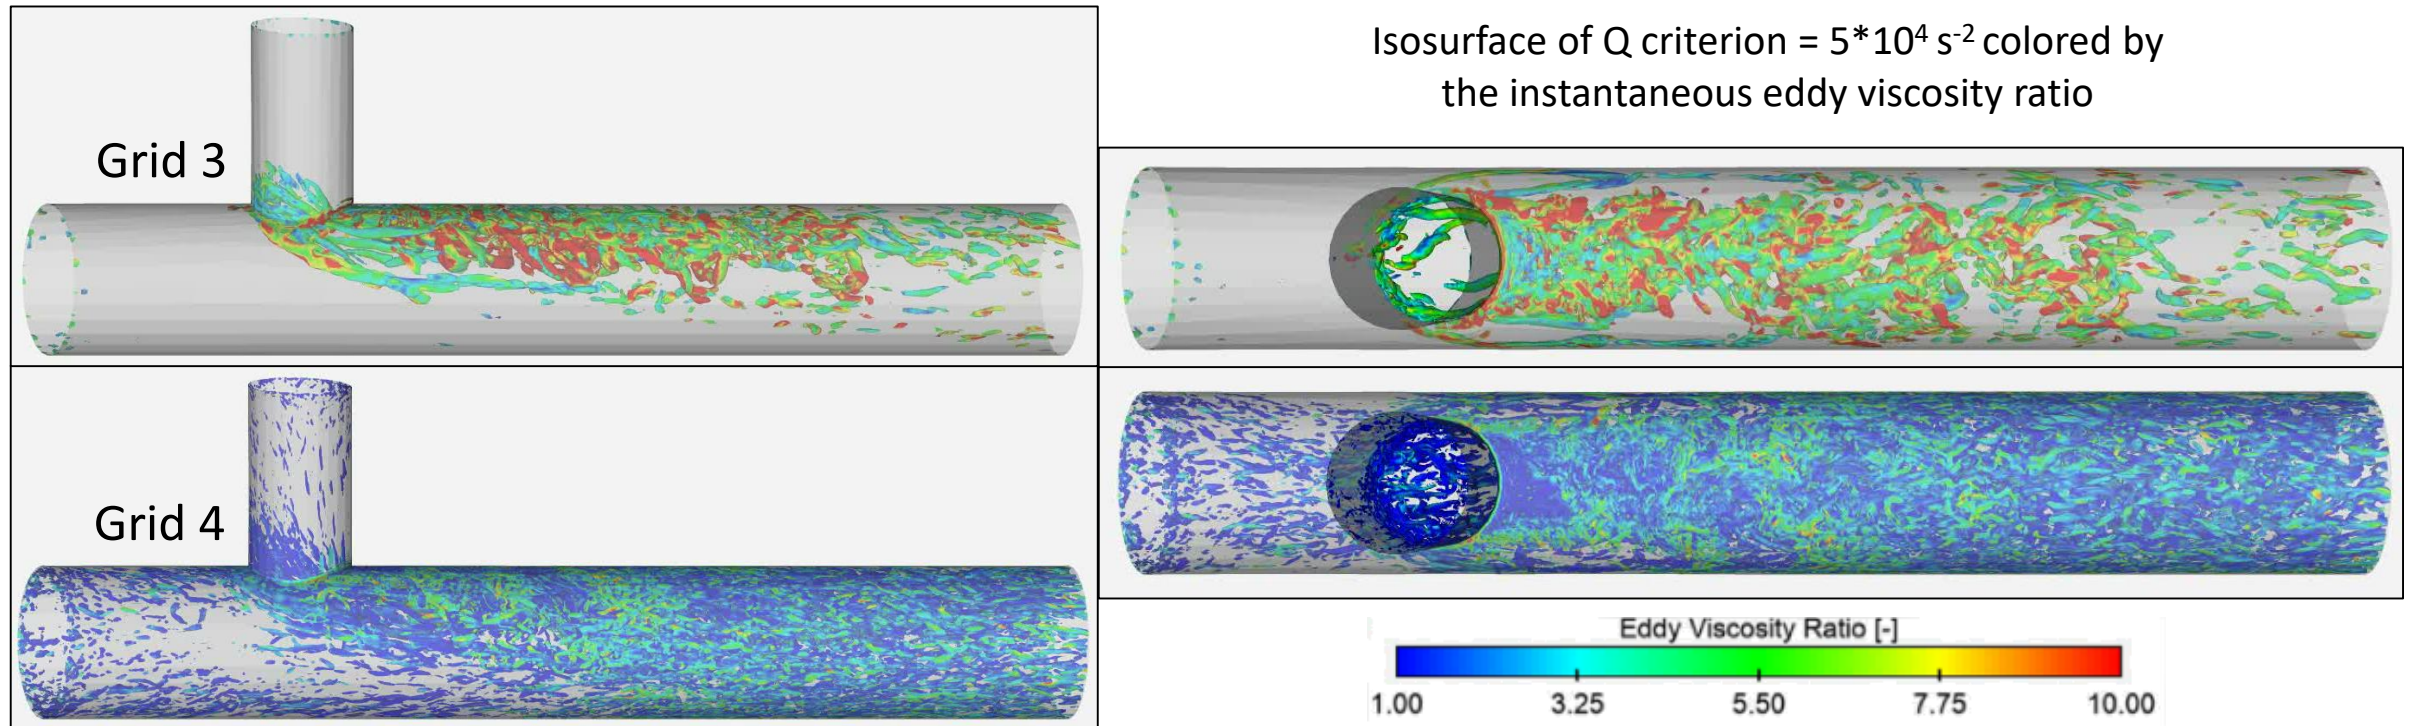 Isosurface of Q criterion = 5*10⁴ s⁻² colored by
the instantaneous eddy viscosity ratio
Grid 3
Grid 4
Eddy Viscosity Ratio [-]
1.00 3.25 5.50 7.75 10.00